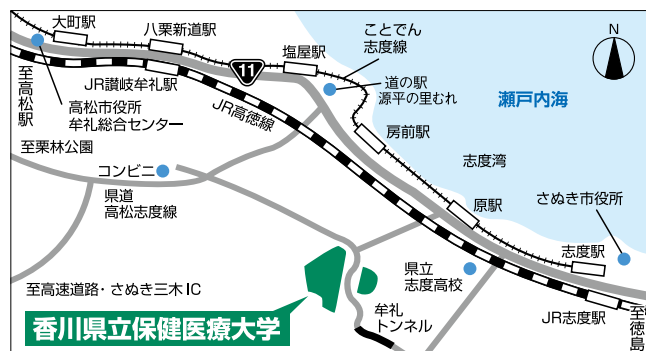 大町駅
八栗新道駅
11
塩屋駅
ことでん
志度線
N
至高松駅
JR讃岐牟礼駅
道の駅
源平の里むれ
瀬戸内海
高松市役所
牟礼総合センター
JR高徳線
房前駅
至栗林公園
志度湾
コンビニ
県道
高松志度線
原駅
さぬき市役所
志度駅
県立
志度高校
至高速道路・さぬき三木IC
牟礼
トンネル
JR志度駅
至徳島
香川県立保健医療大学